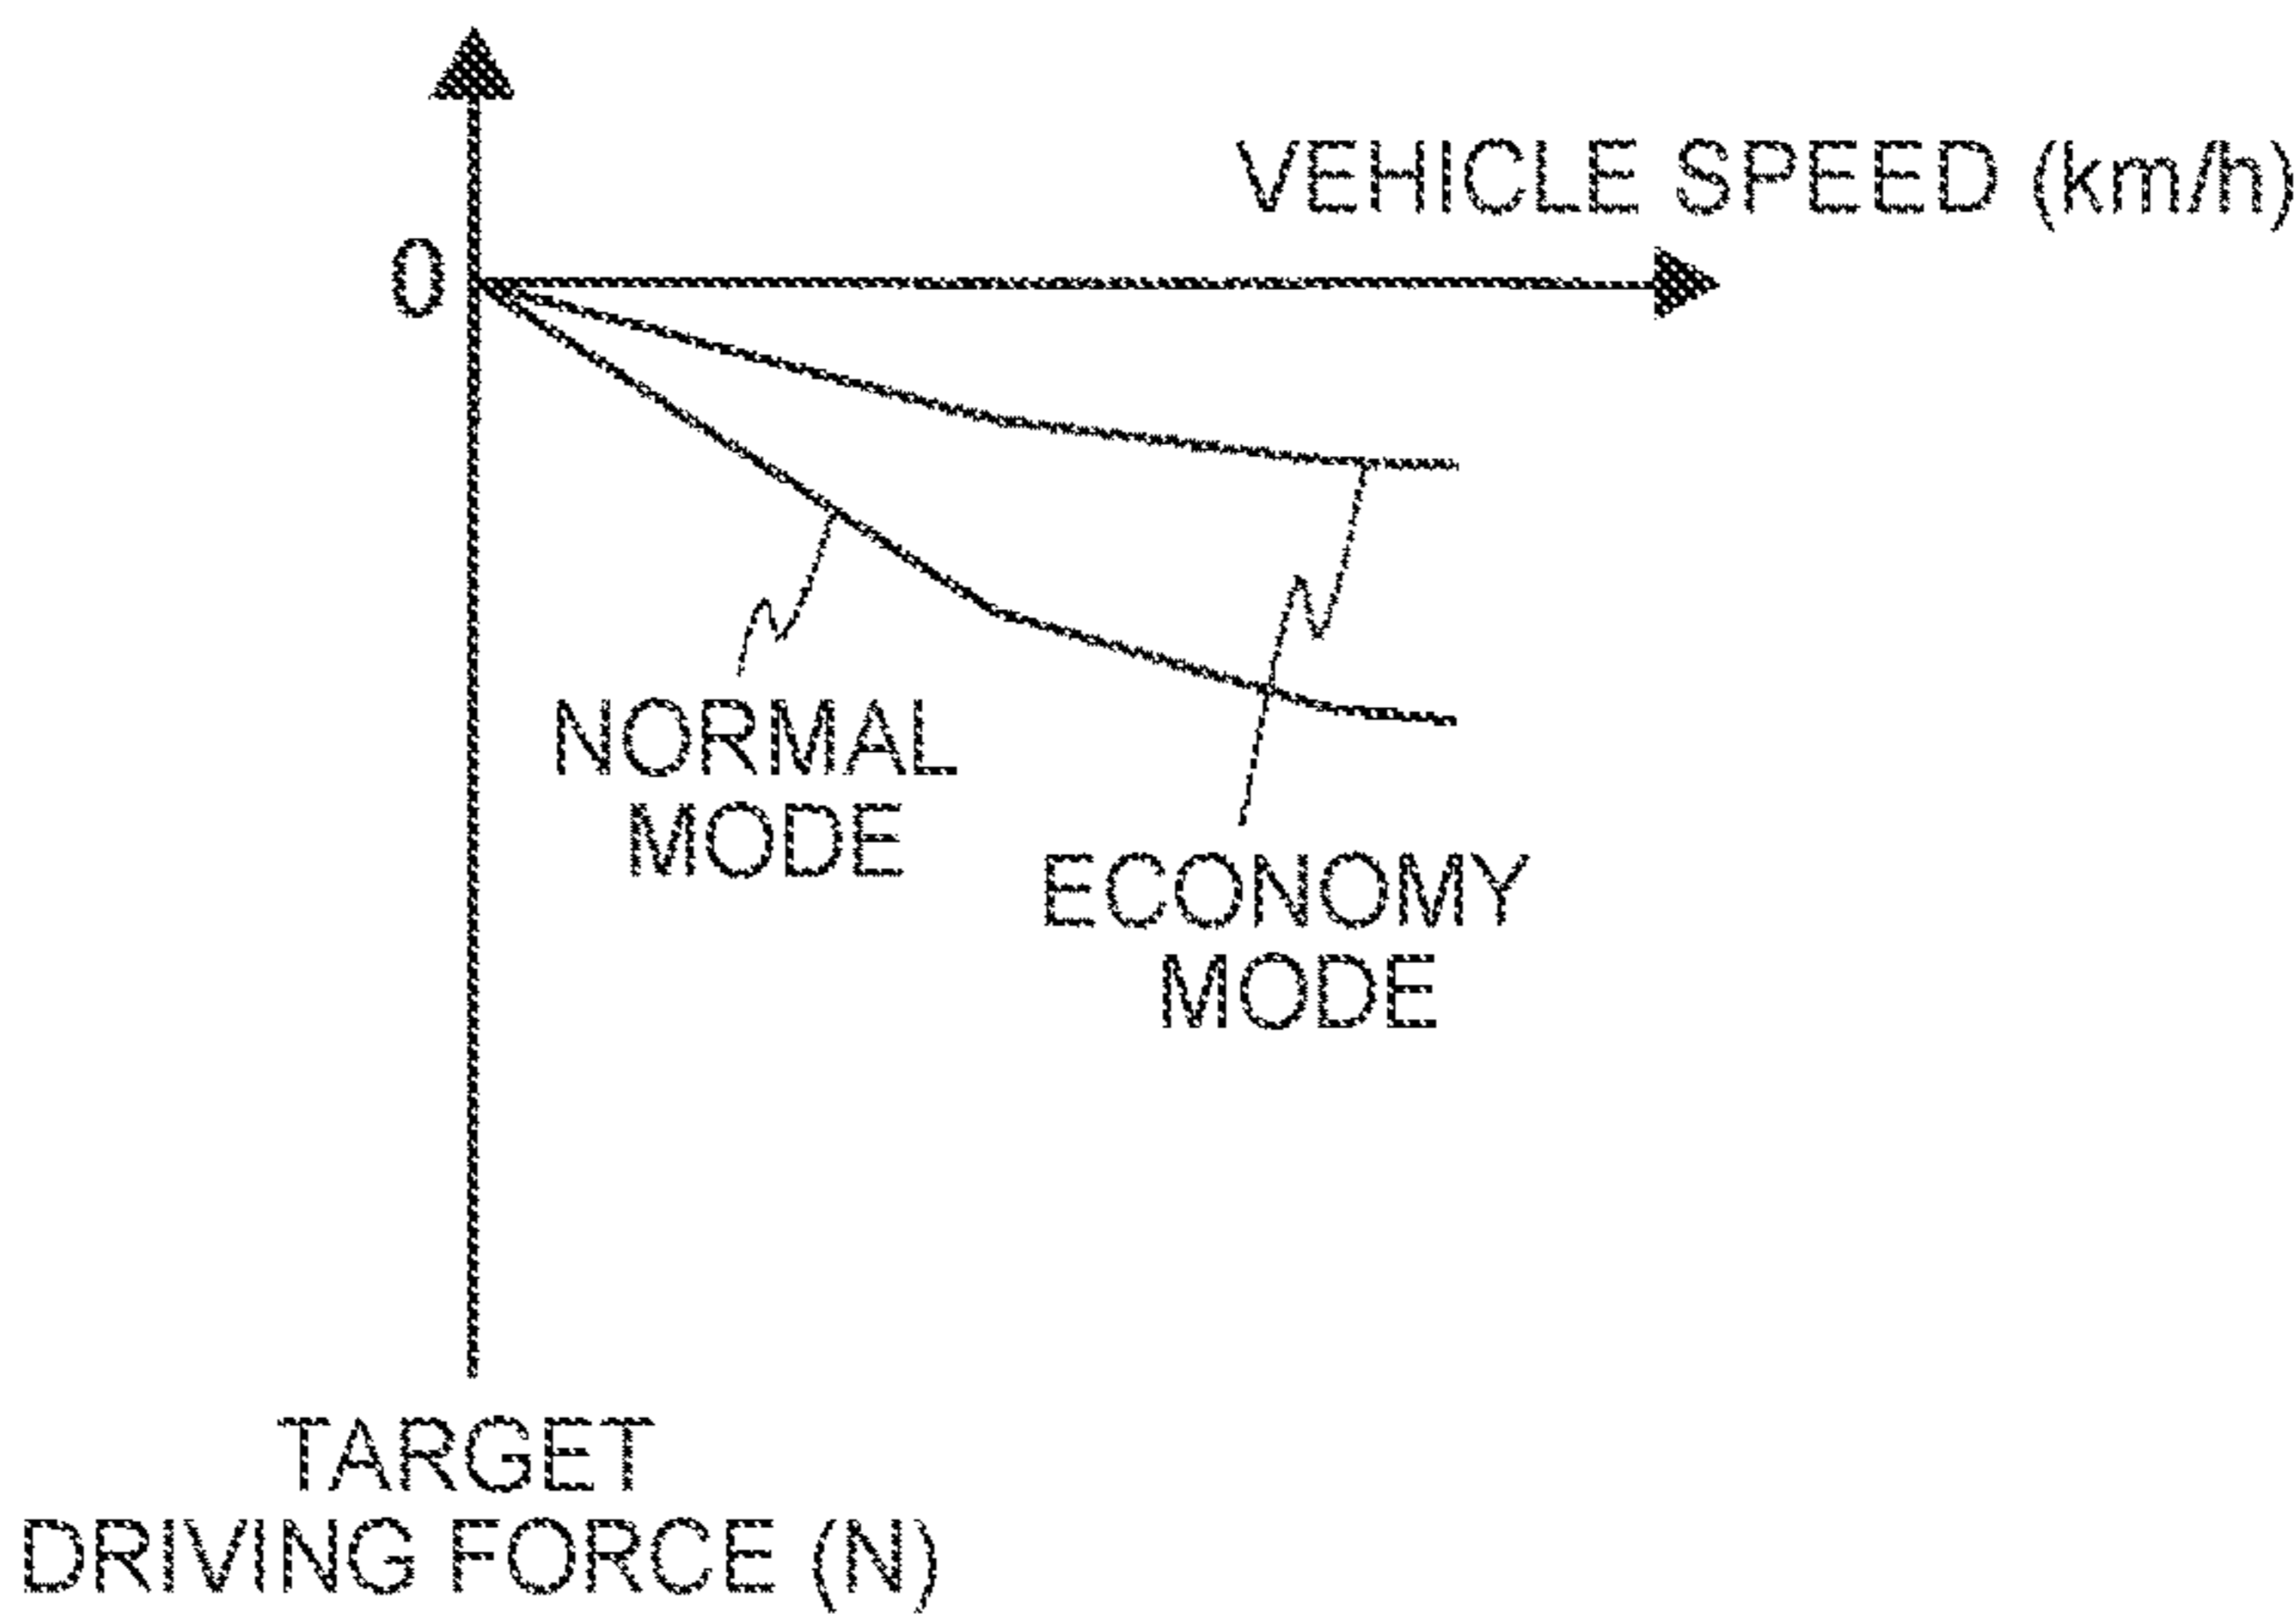 VEHICLE SPEED (km/h)
0
NORMAL
MODE
ECONOMY
MODE
TARGET
DRIVING FORCE (N)